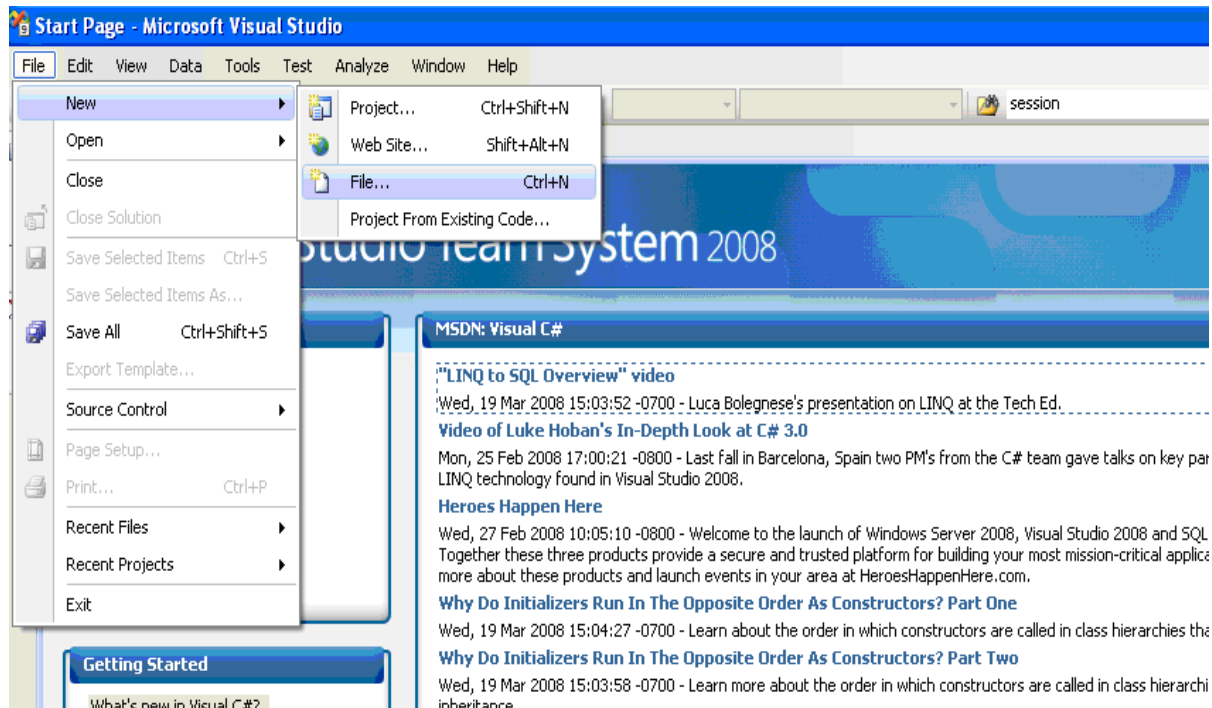 Start Page - Microsoft Visual Studio
File Edit View Data Tools Test Analyze Window Help
New
Open
Close
Close Solution
Save Selected Items Ctrl+S
Save Selected Items As...
Save All Ctrl+Shift+S
Export Template...
Source Control
Page Setup...
Print... Ctrl+P
Recent Files
Recent Projects
Exit
Project... Ctrl+Shift+N
Web Site... Shift+Alt+N
File... Ctrl+N
Project From Existing Code...
session
Studio Team System 2008
MSDN: Visual C#
"LINQ to SQL Overview" video
Wed, 19 Mar 2008 15:03:52 -0700 - Luca Bolegnese's presentation on LINQ at the Tech Ed.
Video of Luke Hoban's In-Depth Look at C# 3.0
Mon, 25 Feb 2008 17:00:21 -0800 - Last fall in Barcelona, Spain two PM's from the C# team gave talks on key par
LINQ technology found in Visual Studio 2008.
Heroes Happen Here
Wed, 27 Feb 2008 10:05:10 -0800 - Welcome to the launch of Windows Server 2008, Visual Studio 2008 and SQL
Together these three products provide a secure and trusted platform for building your most mission-critical applica
more about these products and launch events in your area at HeroesHappenHere.com.
Why Do Initializers Run In The Opposite Order As Constructors? Part One
Wed, 19 Mar 2008 15:04:27 -0700 - Learn about the order in which constructors are called in class hierarchies tha
Why Do Initializers Run In The Opposite Order As Constructors? Part Two
Wed, 19 Mar 2008 15:03:58 -0700 - Learn more about the order in which constructors are called in class hierarchi
inheritance
Getting Started
What's new in Visual C#?